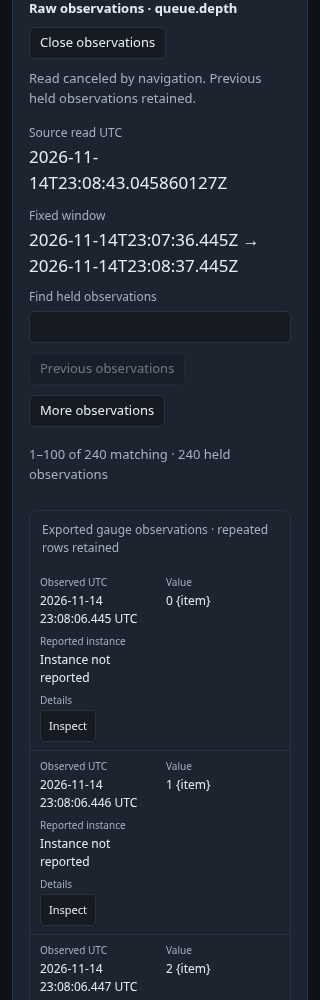 Raw observations · queue.depth
Close observations
Read canceled by navigation. Previous
held observations retained.
Source read UTC
2026-11-
14T23:08:43.045860127Z
Fixed window
2026-11-14T23:07:36.445Z →
2026-11-14T23:08:37.445Z
Find held observations
Previous observations
More observations
1–100 of 240 matching · 240 held
observations
Exported gauge observations · repeated
rows retained
Observed UTC
Value
2026-11-14
0 {item}
23:08:06.445 UTC
Reported instance
Instance not
reported
Details
Inspect
Observed UTC
Value
2026-11-14
1 {item}
23:08:06.446 UTC
Reported instance
Instance not
reported
Details
Inspect
Observed UTC
Value
2026-11-14
2 {item}
23:08:06.447 UTC